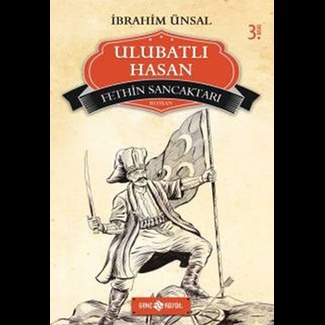 İBRAHİM ÜNSAL
3.
ULUBATLI
HASAN
FETHİN SANCAKTARI
ROMAN
GENÇ HAYAT